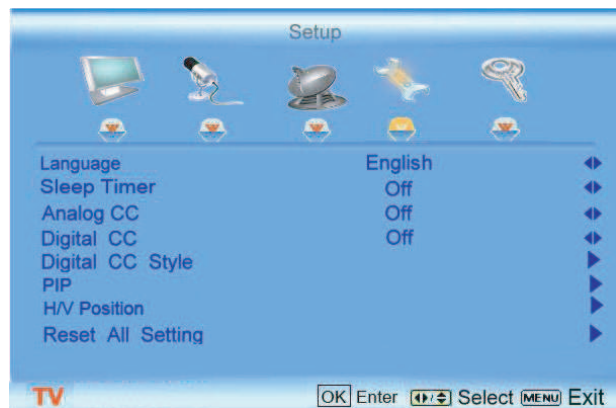 Setup
Language English
Sleep Timer Off
Analog CC Off
Digital CC Off
Digital CC Style
PIP
H/V Position
Reset All Setting
TV OK Enter Select MENU Exit